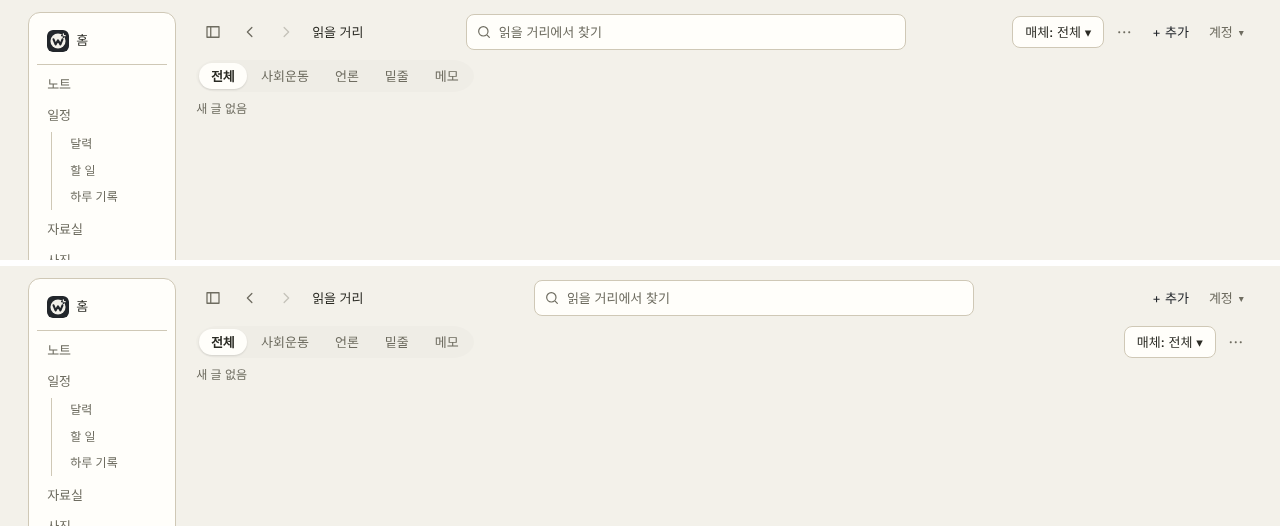 홈
노트
일정
달력
할 일
하루 기록
자료실
사진
읽을 거리
읽을 거리에서 찾기
매체: 전체 ▾
···
+ 추가
계정 ▾
전체 사회운동 언론 밑줄 메모
새 글 없음
홈
노트
일정
달력
할 일
하루 기록
자료실
사진
읽을 거리
읽을 거리에서 찾기
+ 추가
계정 ▾
전체 사회운동 언론 밑줄 메모
매체: 전체 ▾
···
새 글 없음